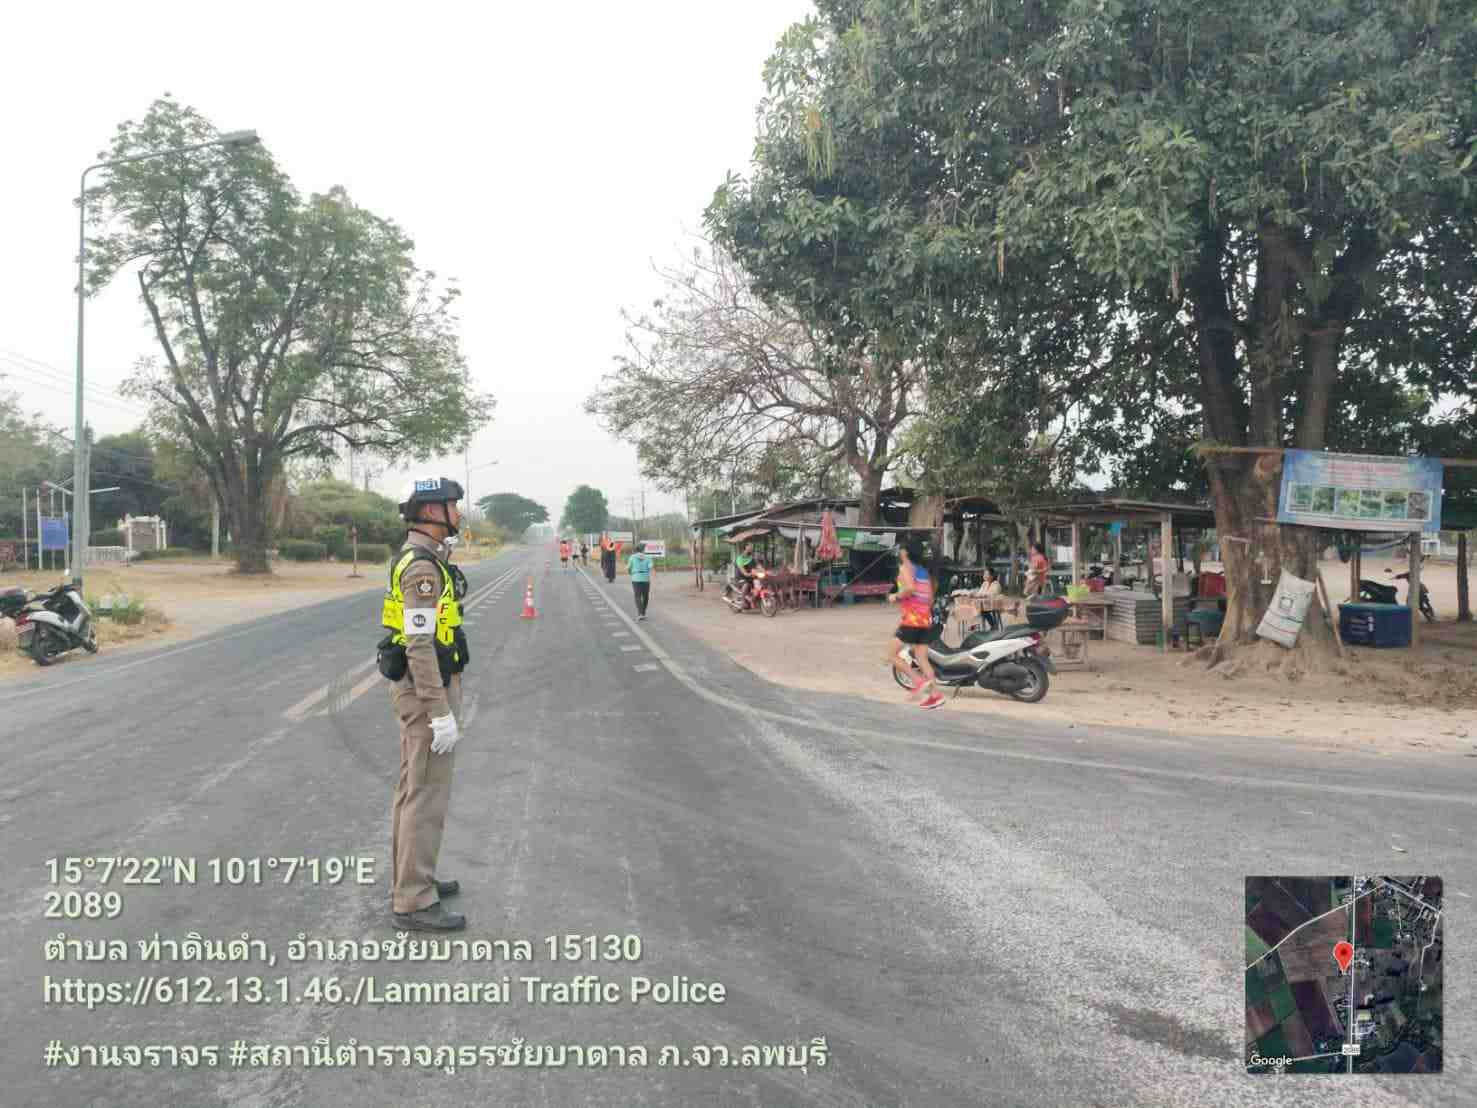 15°7'22"N 101°7'19"E
2089
ตำบล ท่าดินดำ, อำเภอชัยบาดาล 15130
https://612.13.1.46./Lamnarai Traffic Police
#งานจราจร #สถานีตำรวจภูธรชัยบาดาล ภ.จว.ลพบุรี
Google
2089